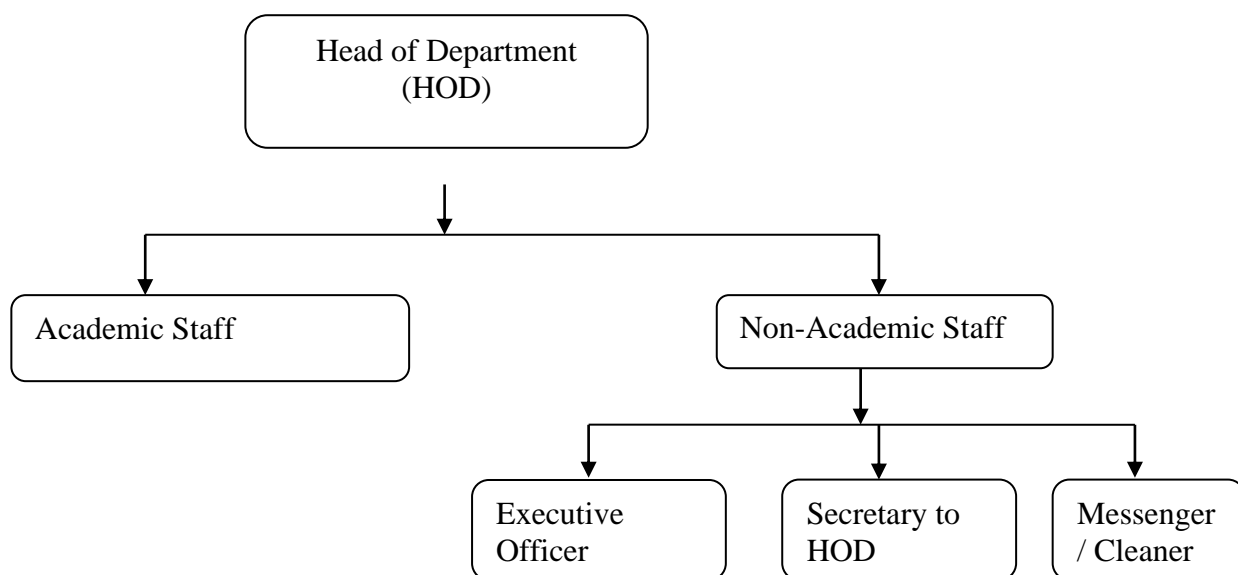 Head of Department
(HOD)
Academic Staff
Non-Academic Staff
Executive
Officer
Secretary to
HOD
Messenger
/ Cleaner